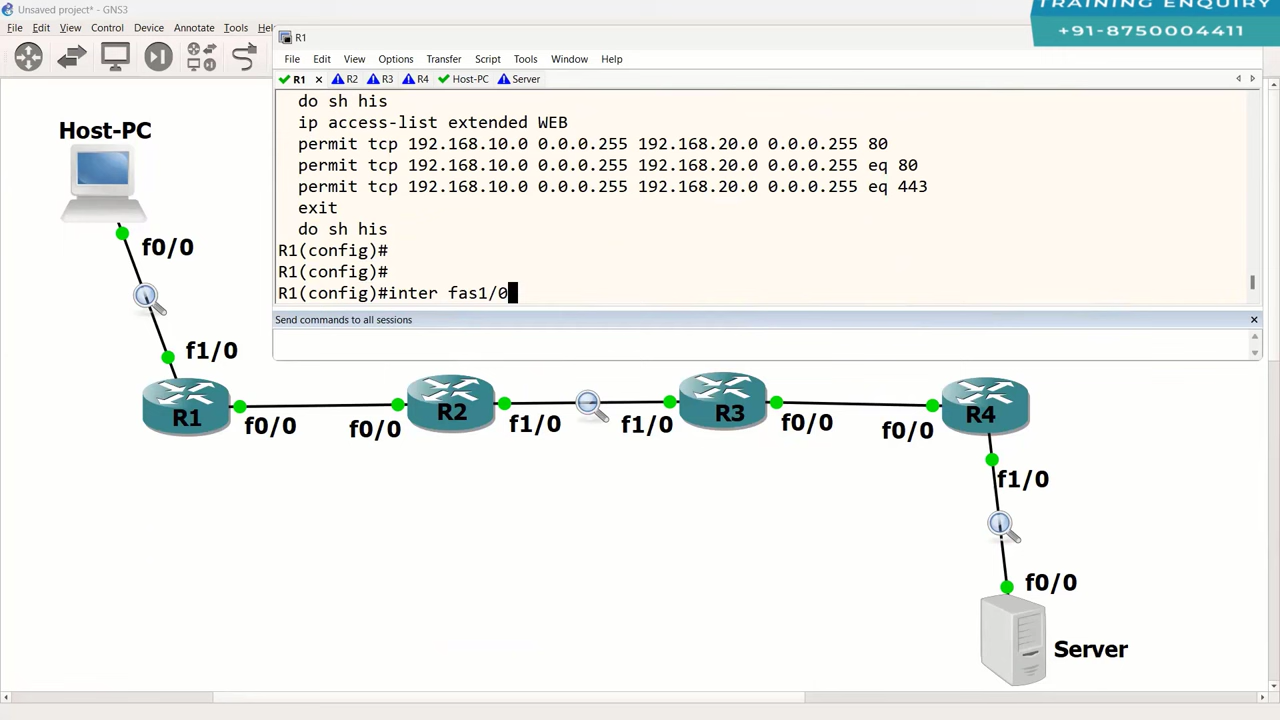 Unsaved project* - GNS3
TRAINING ENQUIRY
+91-8750004411
File Edit View Control Device Annotate Tools
R1
File Edit View Options Transfer Script Tools Window Help
R1 × R2 R3 R4 Host-PC Server
do sh his
ip access-list extended WEB
permit tcp 192.168.10.0 0.0.0.255 192.168.20.0 0.0.0.255 80
permit tcp 192.168.10.0 0.0.0.255 192.168.20.0 0.0.0.255 eq 80
permit tcp 192.168.10.0 0.0.0.255 192.168.20.0 0.0.0.255 eq 443
exit
do sh his
R1(config)#
R1(config)#
R1(config)#inter fas1/0
Send commands to all sessions
Host-PC
f0/0
f1/0
R1
f0/0
f0/0
R2
f1/0
f1/0
R3
f0/0
f0/0
R4
f1/0
f0/0
Server